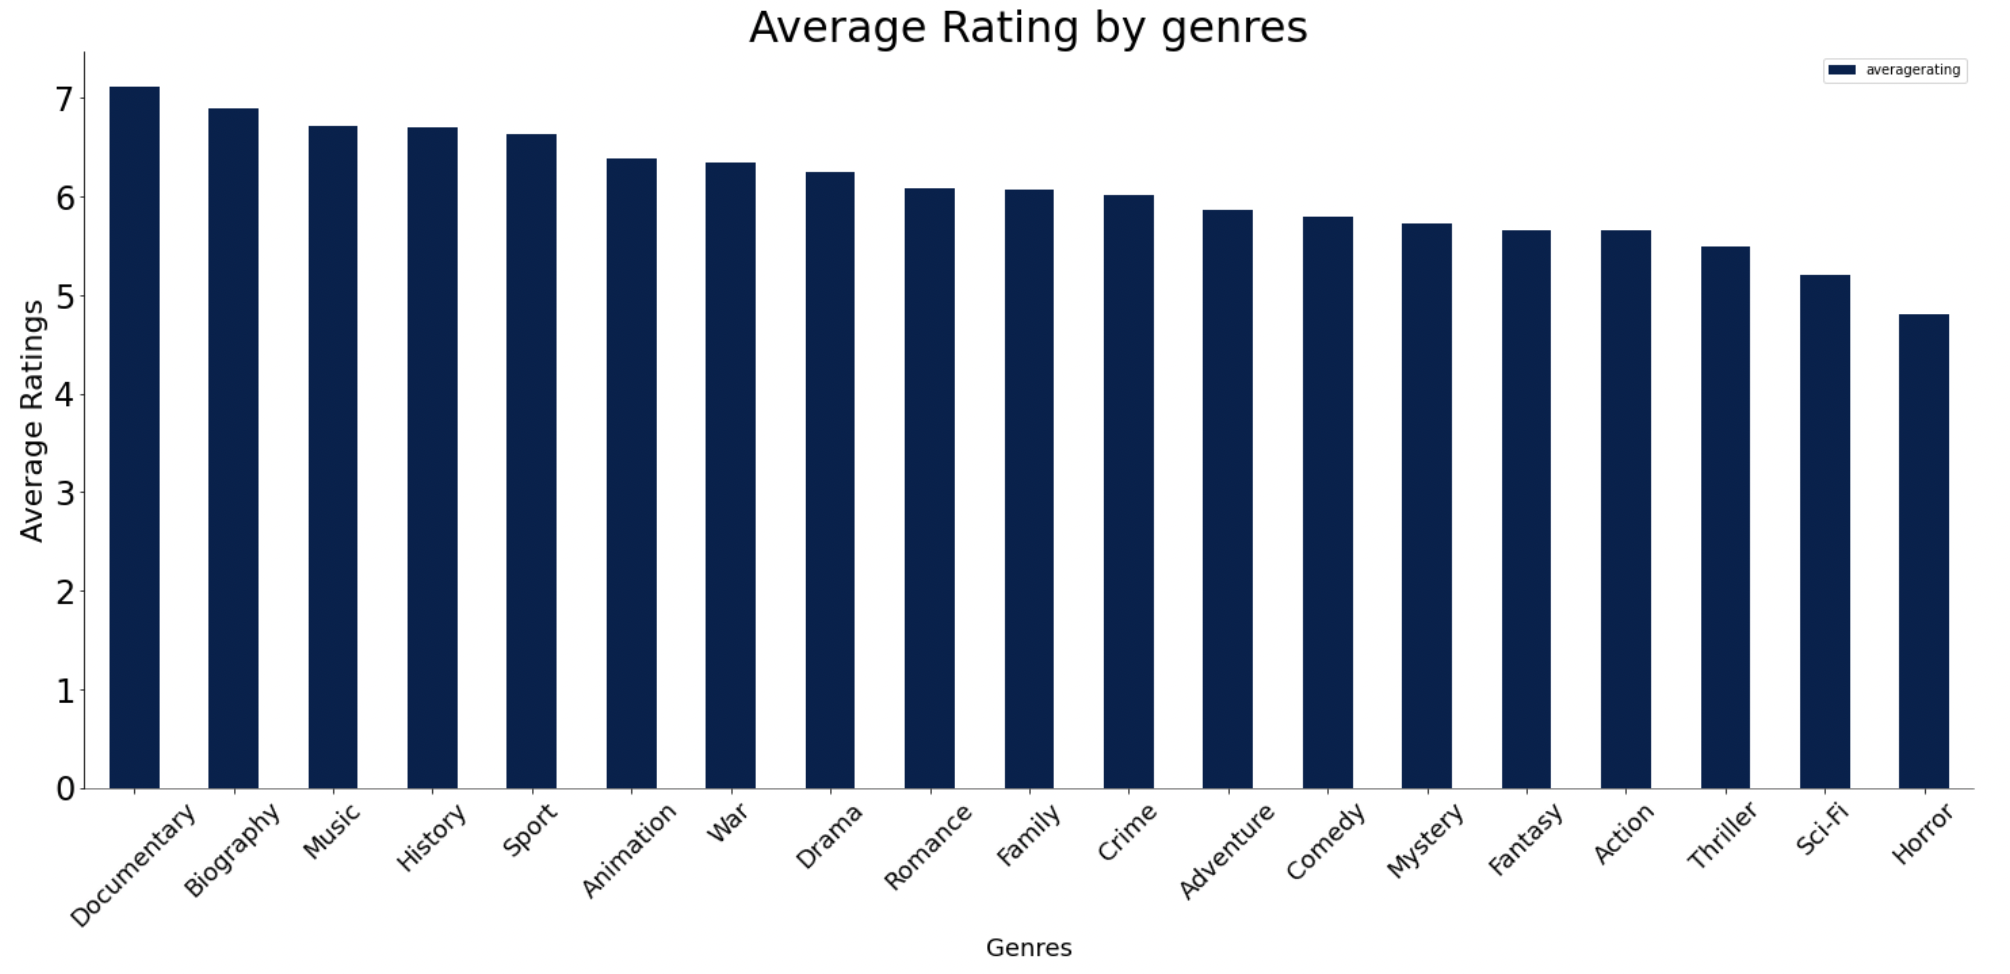 Average Rating by genres
averagerating
Average Ratings
7
6
5
4
3
2
1
0
Documentary
Biography
Music
History
Sport
Animation
War
Drama
Romance
Family
Crime
Adventure
Comedy
Mystery
Fantasy
Action
Thriller
Sci-Fi
Horror
Genres